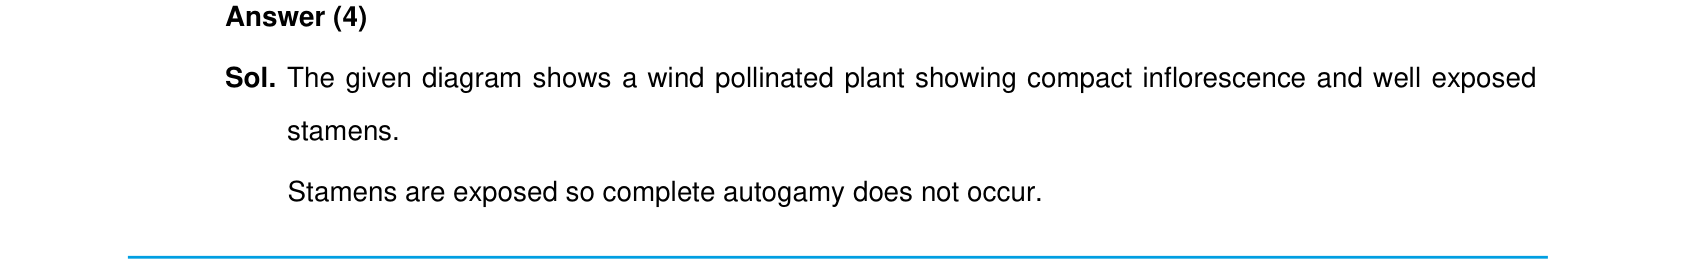 Answer (4)
Sol. The given diagram shows a wind pollinated plant showing compact inflorescence and well exposed
stamens.
Stamens are exposed so complete autogamy does not occur.